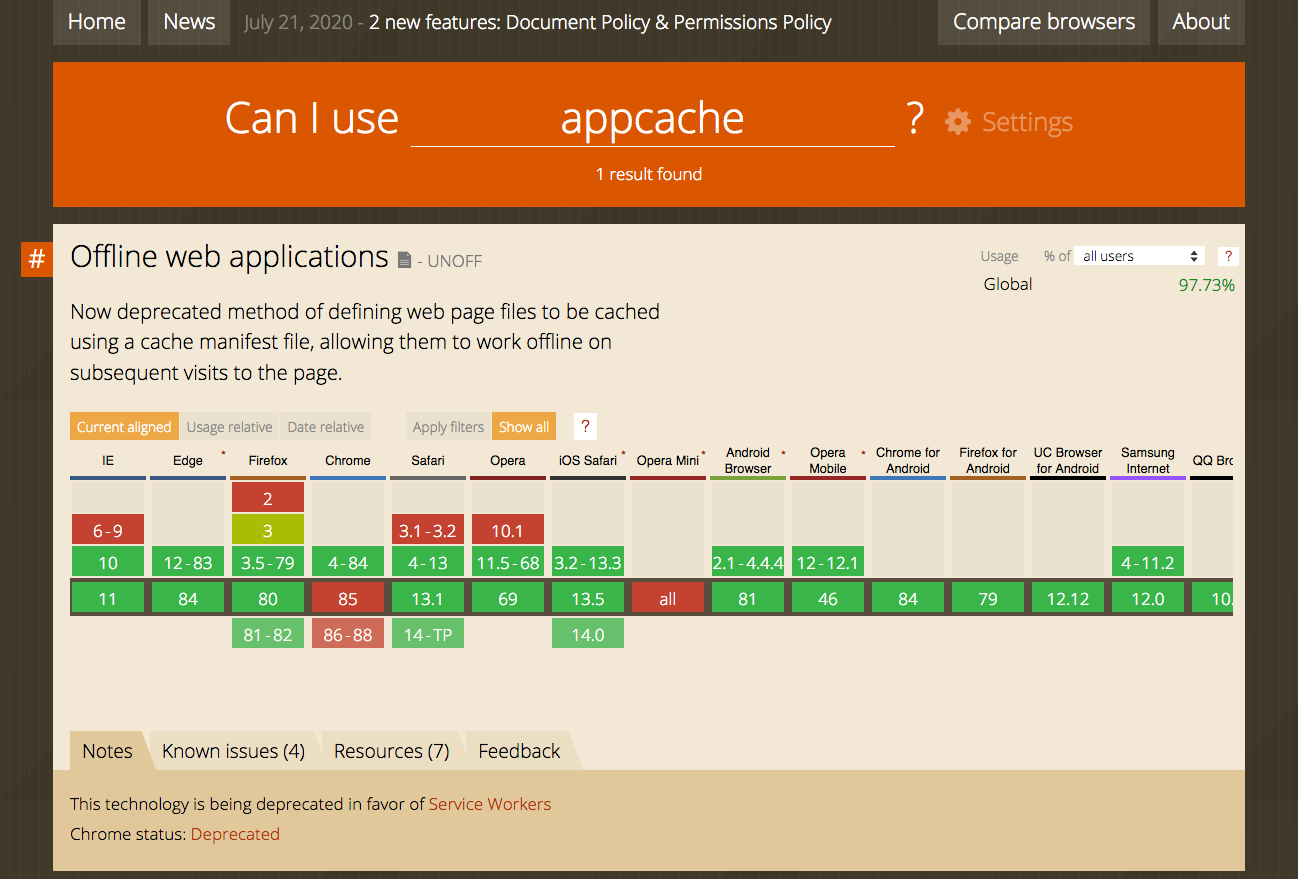 Home News July 21, 2020 - 2 new features: Document Policy & Permissions Policy Compare browsers About
Can I use appcache ? Settings
1 result found
# Offline web applications - UNOFF
Usage % of all users ?
Global 97.73%
Now deprecated method of defining web page files to be cached
using a cache manifest file, allowing them to work offline on
subsequent visits to the page.
Current aligned Usage relative Date relative Apply filters Show all ?
IE Edge * Firefox Chrome Safari Opera iOS Safari * Opera Mini * Android Browser * Opera Mobile * Chrome for Android Firefox for Android UC Browser for Android Samsung Internet QQ Bro
2
6-9 3 3.1-3.2 10.1
10 12-83 3.5-79 4-84 4-13 11.5-68 3.2-13.3 2.1-4.4.4 12-12.1 4-11.2
11 84 80 85 13.1 69 13.5 all 81 46 84 79 12.12 12.0 10.
81-82 86-88 14-TP 14.0
Notes Known issues (4) Resources (7) Feedback
This technology is being deprecated in favor of Service Workers
Chrome status: Deprecated